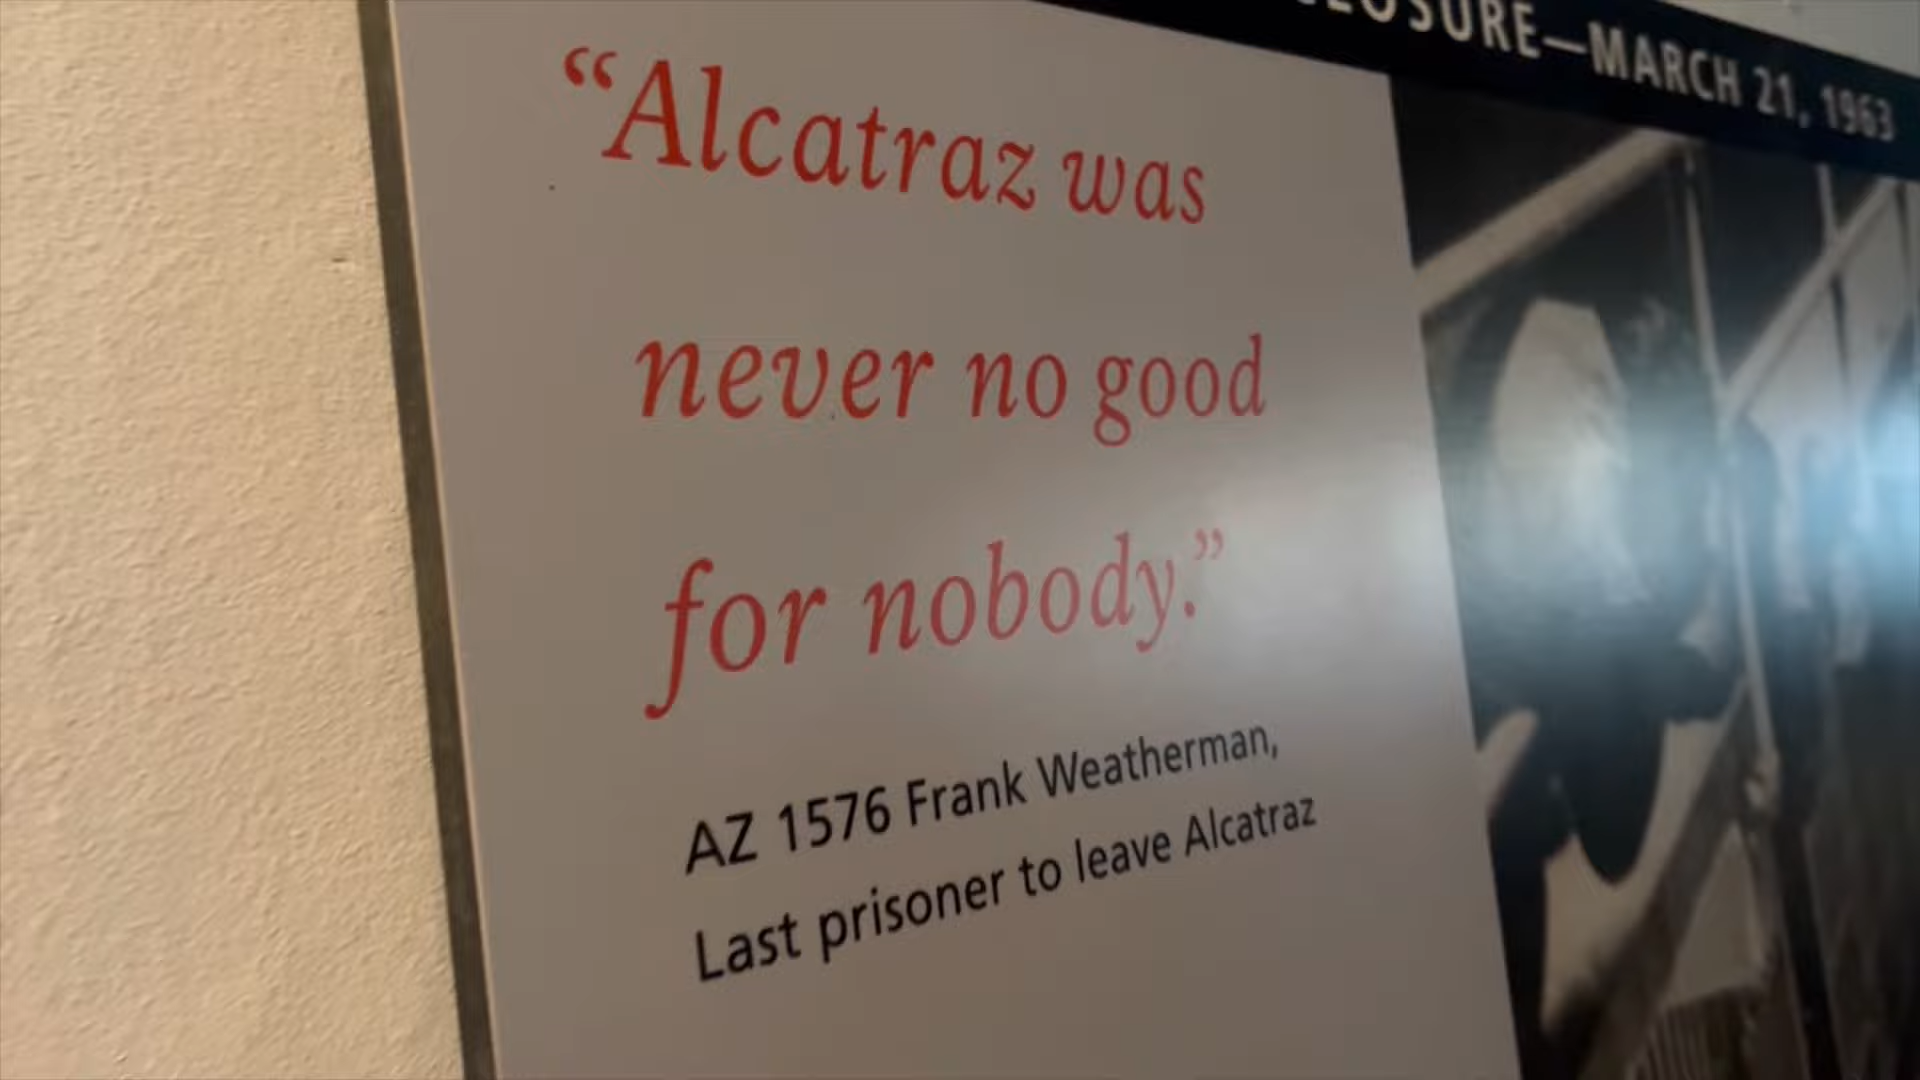 CLOSURE—MARCH 21, 1963
“Alcatraz was
never no good
for nobody.”
AZ 1576 Frank Weatherman,
Last prisoner to leave Alcatraz